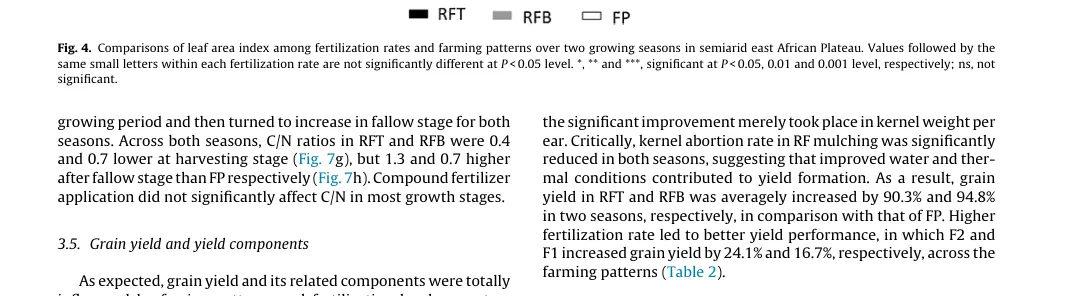 RFT RFB FP
Fig. 4. Comparisons of leaf area index among fertilization rates and farming patterns over two growing seasons in semiarid east African Plateau. Values followed by the
same small letters within each fertilization rate are not significantly different at P < 0.05 level. *, ** and ***, significant at P < 0.05, 0.01 and 0.001 level, respectively; ns, not
significant.
growing period and then turned to increase in fallow stage for both
seasons. Across both seasons, C/N ratios in RFT and RFB were 0.4
and 0.7 lower at harvesting stage (Fig. 7g), but 1.3 and 0.7 higher
after fallow stage than FP respectively (Fig. 7h). Compound fertilizer
application did not significantly affect C/N in most growth stages.
3.5. Grain yield and yield components
As expected, grain yield and its related components were totally
the significant improvement merely took place in kernel weight per
ear. Critically, kernel abortion rate in RF mulching was significantly
reduced in both seasons, suggesting that improved water and ther-
mal conditions contributed to yield formation. As a result, grain
yield in RFT and RFB was averagely increased by 90.3% and 94.8%
in two seasons, respectively, in comparison with that of FP. Higher
fertilization rate led to better yield performance, in which F2 and
F1 increased grain yield by 24.1% and 16.7%, respectively, across the
farming patterns (Table 2).